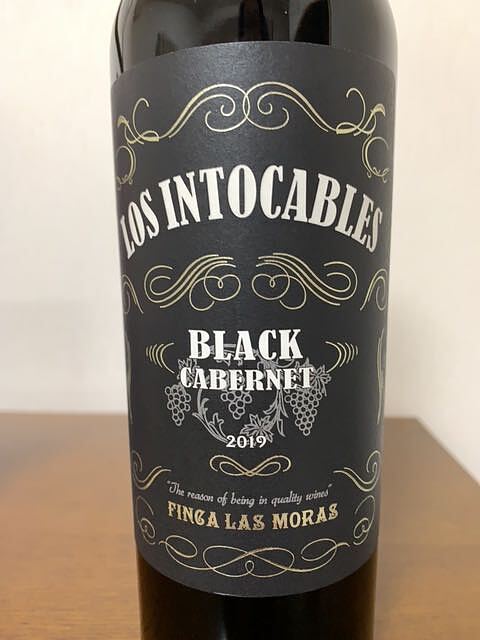 LOS INTOCABLES
BLACK
CABERNET
2019
"The reason of being in quality wines"
FINCA LAS MORAS